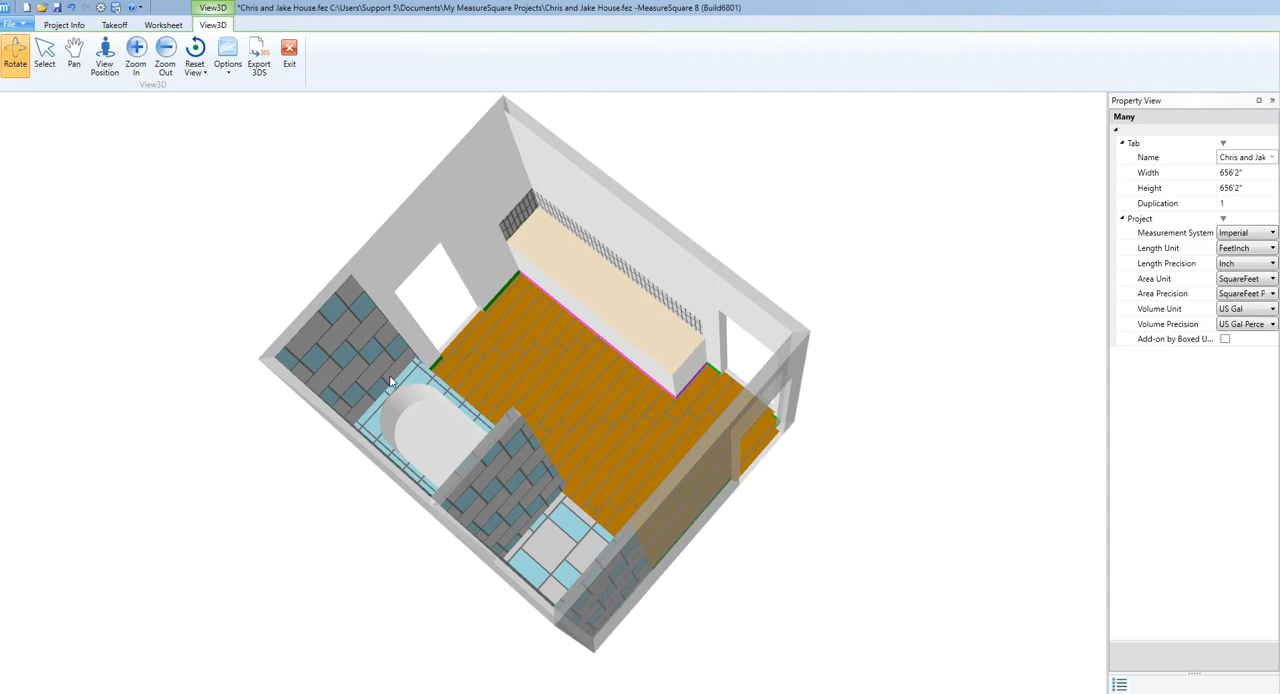 View3D
*Chris and Jake House.fez C:\Users\Support 5\Documents\My MeasureSquare Projects\Chris and Jake House.fez -MeasureSquare 8 (Build6801)
File Project Info Takeoff Worksheet View3D
Rotate Select Pan View Position Zoom In Zoom Out Reset View Options Export 3DS Exit
View3D
Property View
Many
Tab
Name Chris and Jak
Width 656'2"
Height 656'2"
Duplication 1
Project
Measurement System Imperial
Length Unit FeetInch
Length Precision Inch
Area Unit SquareFeet
Area Precision SquareFeet P
Volume Unit US Gal
Volume Precision US Gal Perce
Add-on by Boxed U...